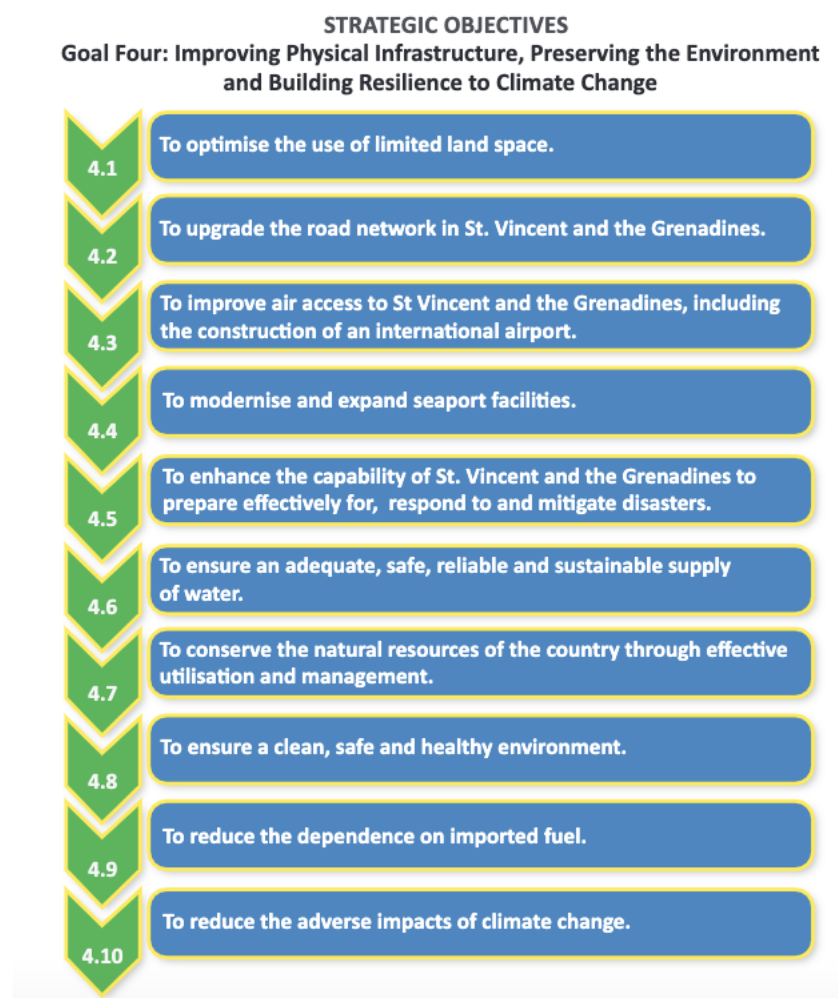 STRATEGIC OBJECTIVES
Goal Four: Improving Physical Infrastructure, Preserving the Environment
and Building Resilience to Climate Change
4.1
To optimise the use of limited land space.
4.2
To upgrade the road network in St. Vincent and the Grenadines.
4.3
To improve air access to St Vincent and the Grenadines, including
the construction of an international airport.
4.4
To modernise and expand seaport facilities.
4.5
To enhance the capability of St. Vincent and the Grenadines to
prepare effectively for, respond to and mitigate disasters.
4.6
To ensure an adequate, safe, reliable and sustainable supply
of water.
4.7
To conserve the natural resources of the country through effective
utilisation and management.
4.8
To ensure a clean, safe and healthy environment.
4.9
To reduce the dependence on imported fuel.
4.10
To reduce the adverse impacts of climate change.